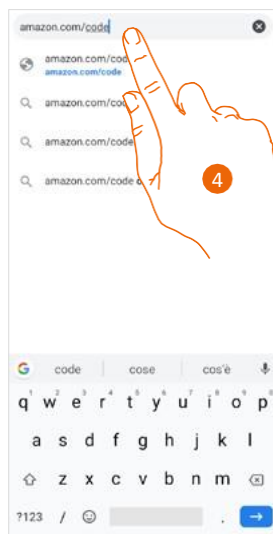 amazon.com/code
amazon.com/cod
amazon.com/code
amazon.com/co
amazon.com/code
amazon.com/code
4
G code cose cos'è
q w e r t y u i o p
a s d f g h j k l
z x c v b n m
?123 / .